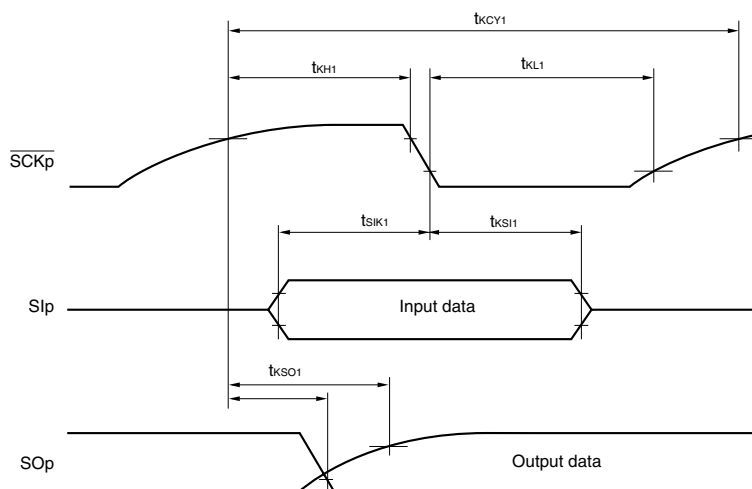 tKCY1
tKH1
tKL1
SCKp
tSIK1
tKSI1
SIp
Input data
tKSO1
SOp
Output data